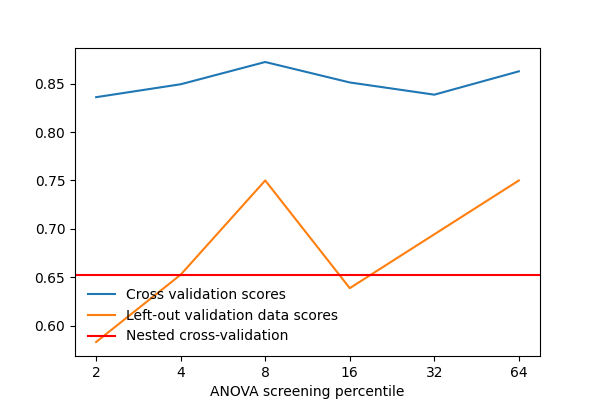 0.85
0.80
0.75
0.70
0.65
0.60
Cross validation scores
Left-out validation data scores
Nested cross-validation
2 4 8 16 32 64
ANOVA screening percentile